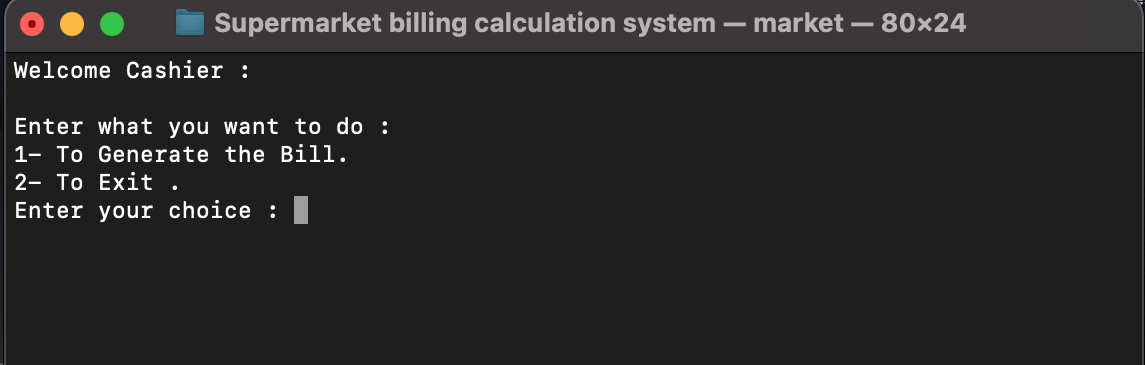 Supermarket billing calculation system — market — 80×24
Welcome Cashier :
Enter what you want to do :
1- To Generate the Bill.
2- To Exit .
Enter your choice :